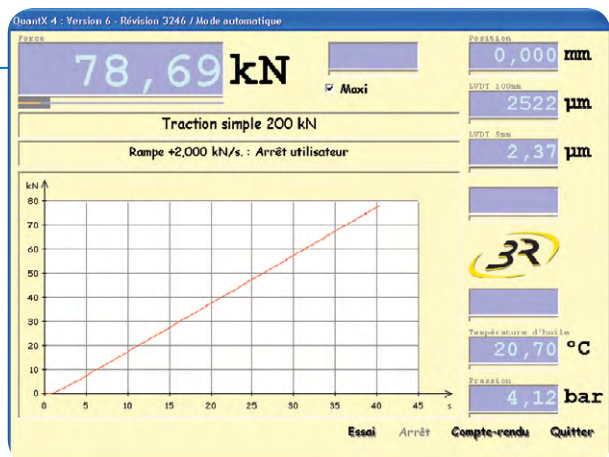 QuantX 4 : Version 6 - Révision 3246 / Mode automatique
Force
78,69 kN
Maxi
Position
0,000 mm
LVDT 100mm
2522 µm
LVDT 5mm
2,37 µm
Traction simple 200 kN
Rampe +2,000 kN/s. : Arrêt utilisateur
kN
80
70
60
50
40
30
20
10
0
0 5 10 15 20 25 30 35 40 45 s
3R
Température d'huile
20,70 °C
Pression
4,12 bar
Essai Arrêt Compte-rendu Quitter